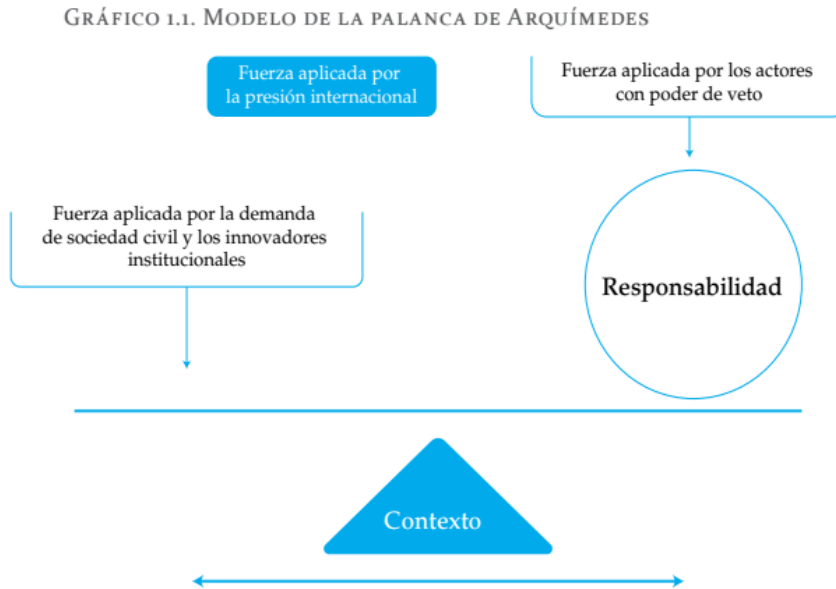 GRÁFICO 1.1. MODELO DE LA PALANCA DE ARQUÍMEDES
Fuerza aplicada por
la presión internacional
Fuerza aplicada por los actores
con poder de veto
Fuerza aplicada por la demanda
de sociedad civil y los innovadores
institucionales
Responsabilidad
Contexto